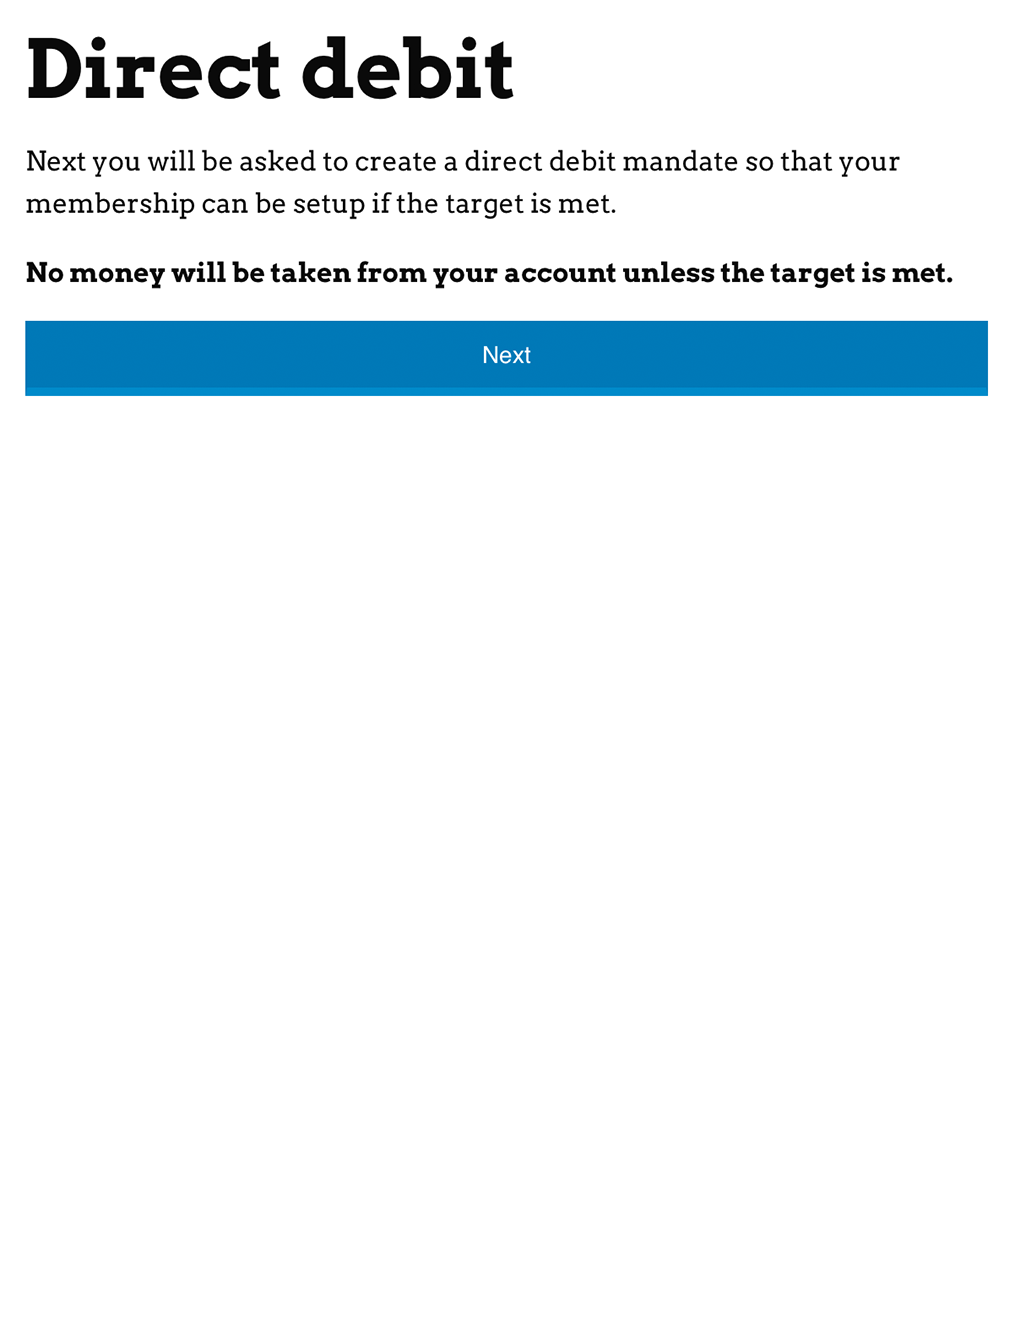 Direct debit
Next you will be asked to create a direct debit mandate so that your
membership can be setup if the target is met.
No money will be taken from your account unless the target is met.
Next